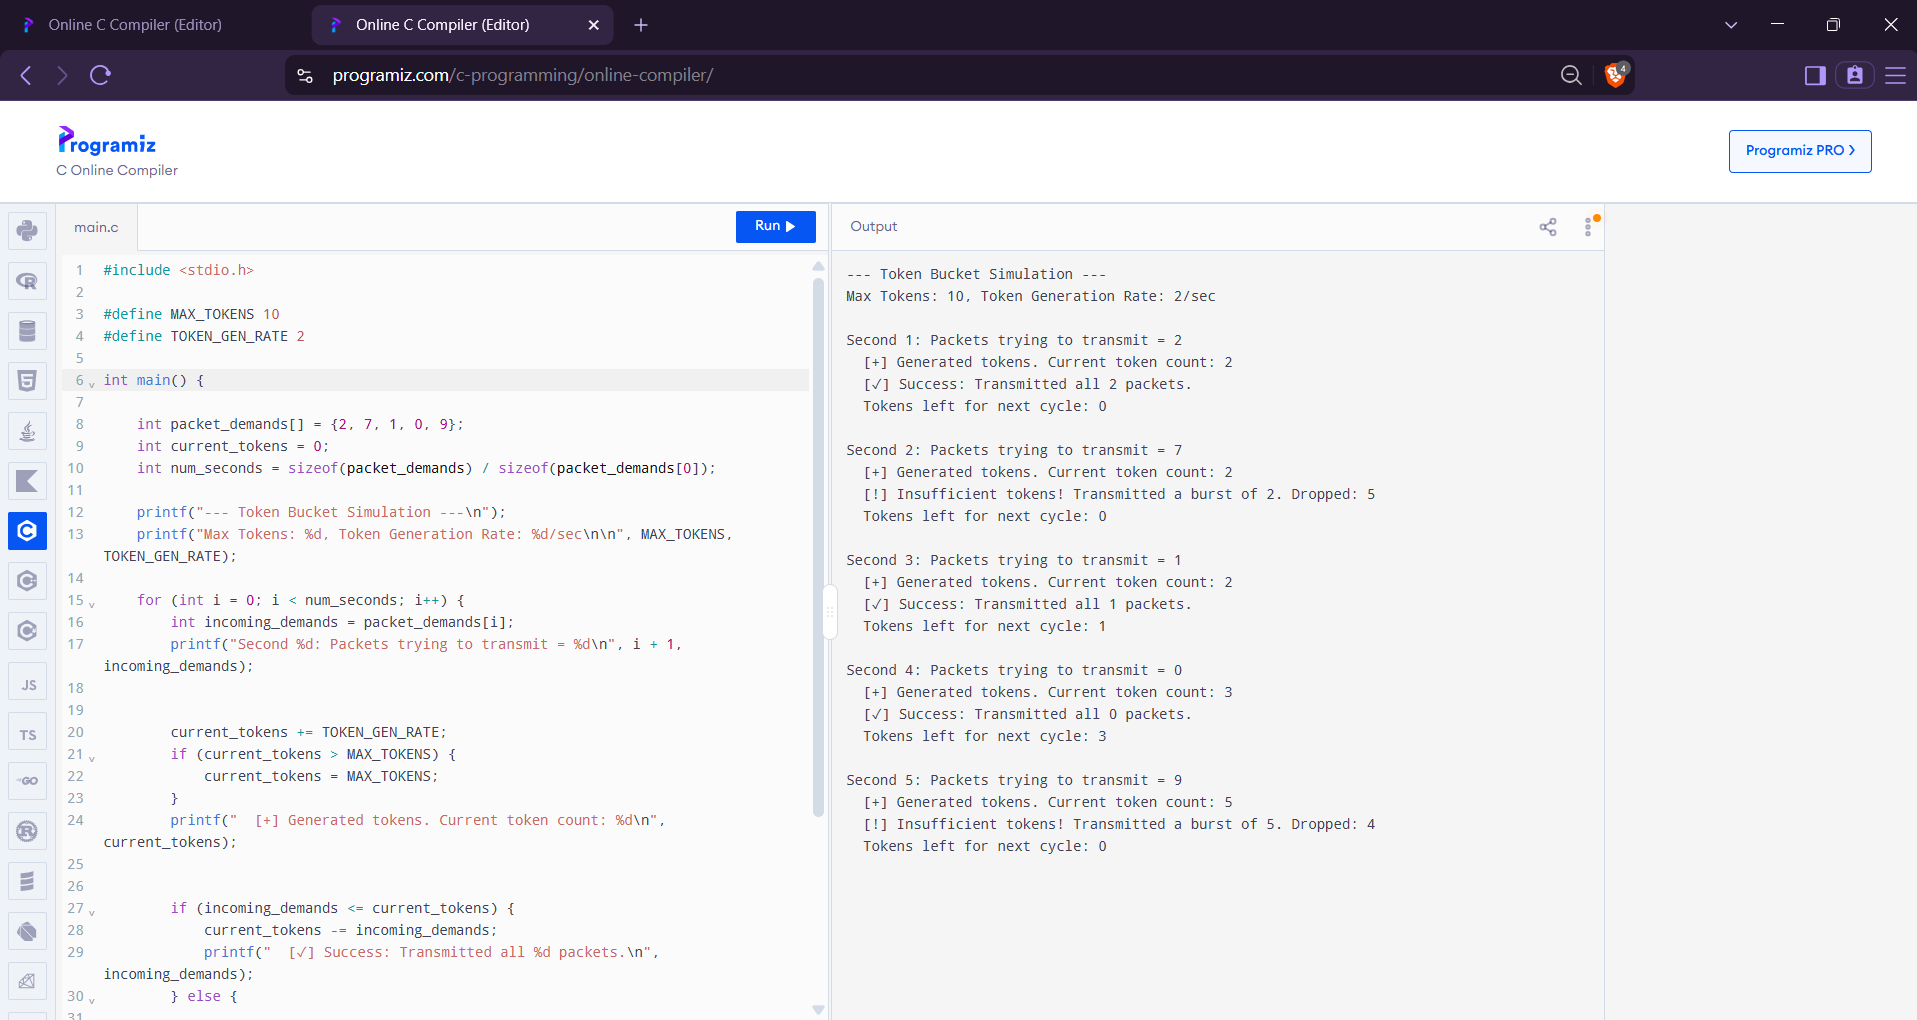 Online C Compiler (Editor)
Online C Compiler (Editor)
programiz.com/c-programming/online-compiler/
4
Programiz
C Online Compiler
Programiz PRO
main.c
Run
Output
1 #include <stdio.h>
2
3 #define MAX_TOKENS 10
4 #define TOKEN_GEN_RATE 2
5
6 int main() {
7
8 int packet_demands[] = {2, 7, 1, 0, 9};
9 int current_tokens = 0;
10 int num_seconds = sizeof(packet_demands) / sizeof(packet_demands[0]);
11
12 printf("--- Token Bucket Simulation ---\n");
13 printf("Max Tokens: %d, Token Generation Rate: %d/sec\n\n", MAX_TOKENS,
TOKEN_GEN_RATE);
14
15 for (int i = 0; i < num_seconds; i++) {
16 int incoming_demands = packet_demands[i];
17 printf("Second %d: Packets trying to transmit = %d\n", i + 1,
incoming_demands);
18
19
20 current_tokens += TOKEN_GEN_RATE;
21 if (current_tokens > MAX_TOKENS) {
22 current_tokens = MAX_TOKENS;
23 }
24 printf("  [+] Generated tokens. Current token count: %d\n",
current_tokens);
25
26
27 if (incoming_demands <= current_tokens) {
28 current_tokens -= incoming_demands;
29 printf("  [✓] Success: Transmitted all %d packets.\n",
incoming_demands);
30 } else {
31
JS
TS
GO
--- Token Bucket Simulation ---
Max Tokens: 10, Token Generation Rate: 2/sec
Second 1: Packets trying to transmit = 2
[+] Generated tokens. Current token count: 2
[✓] Success: Transmitted all 2 packets.
Tokens left for next cycle: 0
Second 2: Packets trying to transmit = 7
[+] Generated tokens. Current token count: 2
[!] Insufficient tokens! Transmitted a burst of 2. Dropped: 5
Tokens left for next cycle: 0
Second 3: Packets trying to transmit = 1
[+] Generated tokens. Current token count: 2
[✓] Success: Transmitted all 1 packets.
Tokens left for next cycle: 1
Second 4: Packets trying to transmit = 0
[+] Generated tokens. Current token count: 3
[✓] Success: Transmitted all 0 packets.
Tokens left for next cycle: 3
Second 5: Packets trying to transmit = 9
[+] Generated tokens. Current token count: 5
[!] Insufficient tokens! Transmitted a burst of 5. Dropped: 4
Tokens left for next cycle: 0